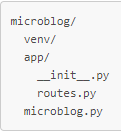 microblog/
  venv/
  app/
    __init__.py
    routes.py
  microblog.py